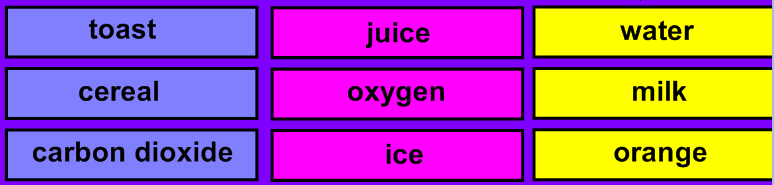 toast juice water
cereal oxygen milk
carbon dioxide ice orange